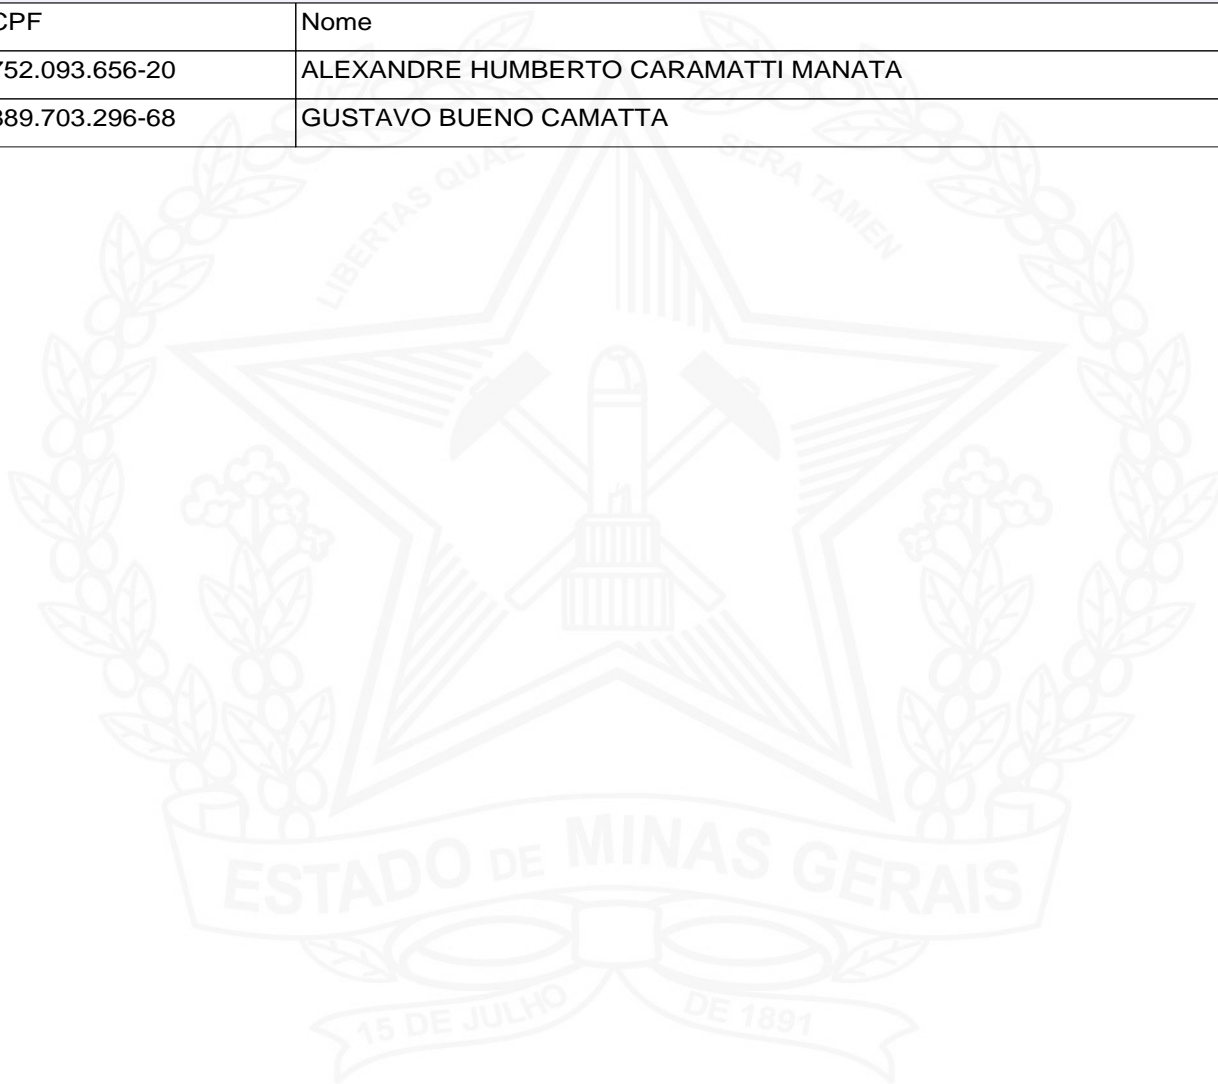 CPF Nome
752.093.656-20 ALEXANDRE HUMBERTO CARAMATTI MANATA
889.703.296-68 GUSTAVO BUENO CAMATTA
LIBERTAS QUAE SERA TAMEN
ESTADO DE MINAS GERAIS
15 DE JULHO DE 1891